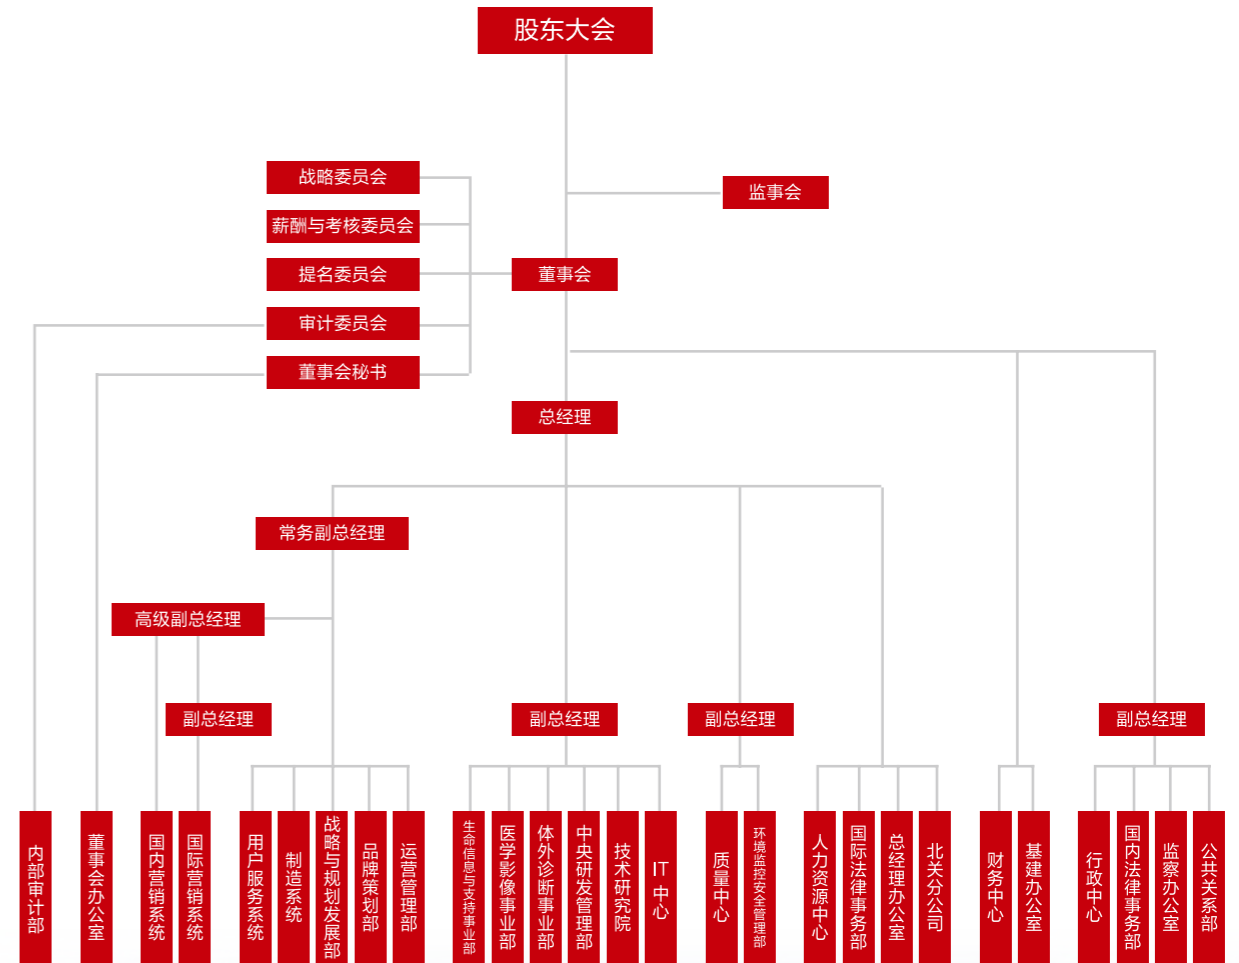 股东大会
战略委员会
监事会
薪酬与考核委员会
提名委员会
董事会
审计委员会
董事会秘书
总经理
常务副总经理
高级副总经理
副总经理
副总经理
副总经理
副总经理
内部审计部
董事会办公室
国内营销系统
国际营销系统
用户服务系统
制造系统
战略与规划发展部
品牌策划部
运营管理部
生命信息与支持事业部
医学影像事业部
体外诊断事业部
中央研发管理部
技术研究院
IT中心
质量中心
环境监控安全管理部
人力资源中心
国际法律事务部
总经理办公室
北关分公司
财务中心
基建办公室
行政中心
国内法律事务部
监察办公室
公共关系部